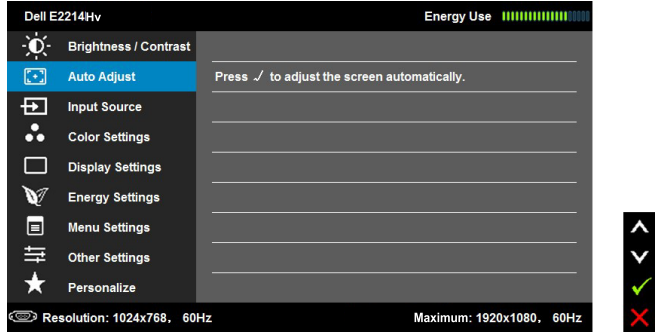 Dell E2214Hv Energy Use
Brightness / Contrast
Auto Adjust Press ✓ to adjust the screen automatically.
Input Source
Color Settings
Display Settings
Energy Settings
Menu Settings
Other Settings
Personalize
Resolution: 1024x768, 60Hz Maximum: 1920x1080, 60Hz